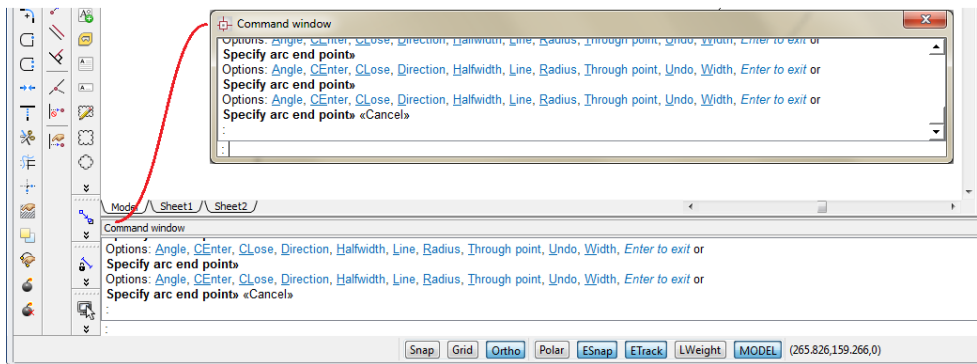 Command window
Options: Angle, CEnter, CLose, Direction, Halfwidth, Line, Radius, Through point, Undo, Width, Enter to exit or
Specify arc end point»
Options: Angle, CEnter, CLose, Direction, Halfwidth, Line, Radius, Through point, Undo, Width, Enter to exit or
Specify arc end point»
Options: Angle, CEnter, CLose, Direction, Halfwidth, Line, Radius, Through point, Undo, Width, Enter to exit or
Specify arc end point» «Cancel»
:
:
Model Sheet1 Sheet2
Command window
Options: Angle, CEnter, CLose, Direction, Halfwidth, Line, Radius, Through point, Undo, Width, Enter to exit or
Specify arc end point»
Options: Angle, CEnter, CLose, Direction, Halfwidth, Line, Radius, Through point, Undo, Width, Enter to exit or
Specify arc end point» «Cancel»
:
:
Snap Grid Ortho Polar ESnap ETrack LWeight MODEL (265.826,159.266,0)